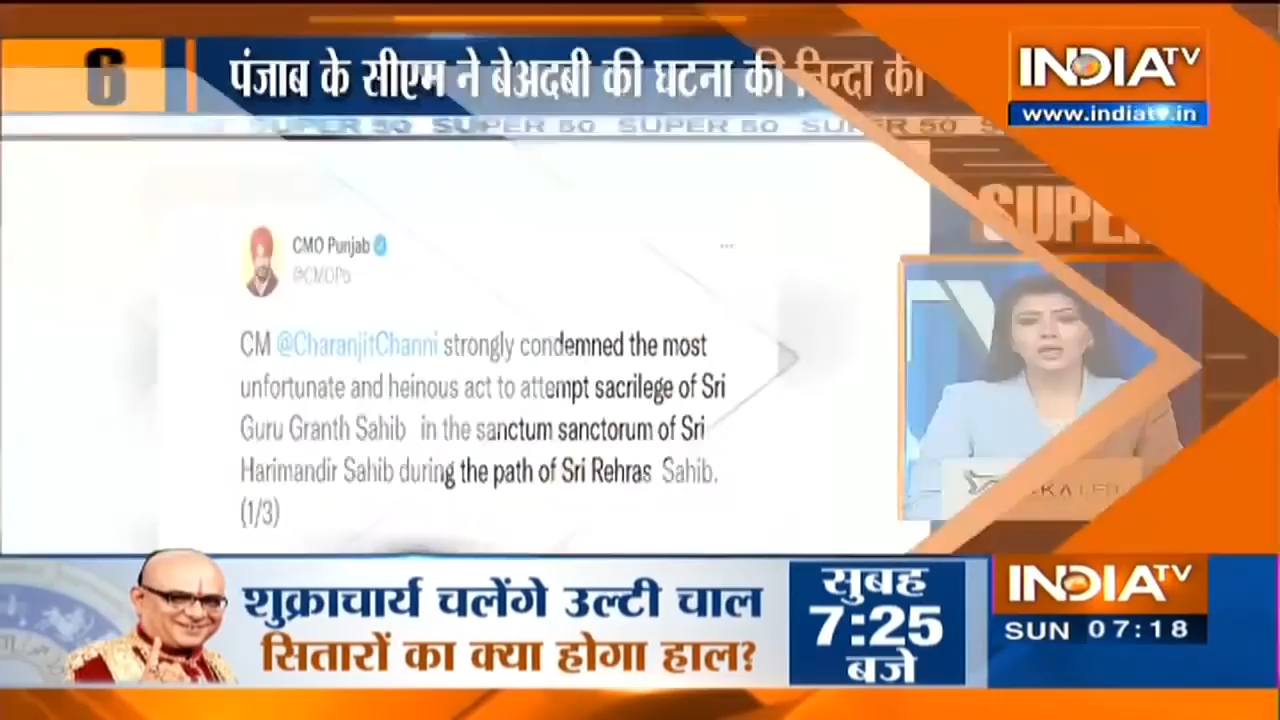 6
पंजाब के सीएम ने बेअदबी की घटना की निन्दा की
INDIA TV
www.indiatv.in
SUPER 50 SUPER 50 SUPER 50 SUPER 50 S
SUPER
CMO Punjab
@CMOPb
CM @CharanjitChanni strongly condemned the most
unfortunate and heinous act to attempt sacrilege of Sri
Guru Granth Sahib in the sanctum sanctorum of Sri
Harimandir Sahib during the path of Sri Rehras Sahib.
(1/3)
शुक्राचार्य चलेंगे उल्टी चाल
सितारों का क्या होगा हाल?
सुबह
7:25
बजे
INDIA TV
SUN 07:18